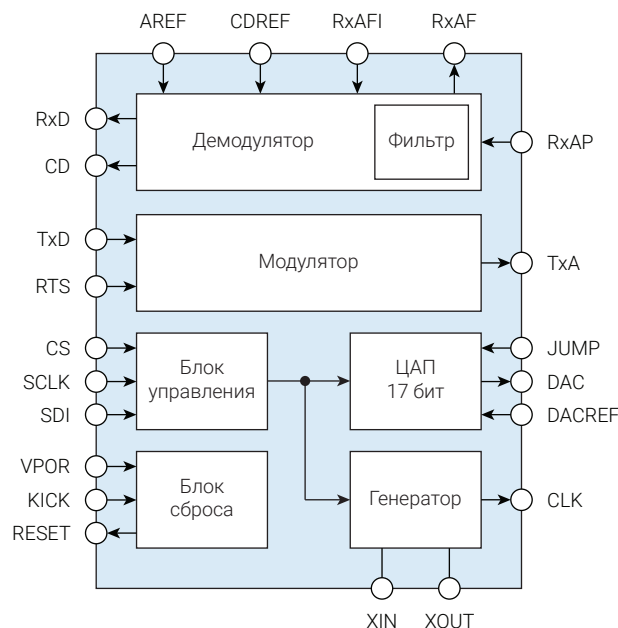 AREF CDREF RxAFI RxAF
RxD
CD
Демодулятор
Фильтр
RxAP
TxD
RTS
Модулятор
TxA
CS
SCLK
SDI
Блок
управления
ЦАП
17 бит
JUMP
DAC
DACREF
VPOR
KICK
RESET
Блок
сброса
Генератор
CLK
XIN XOUT